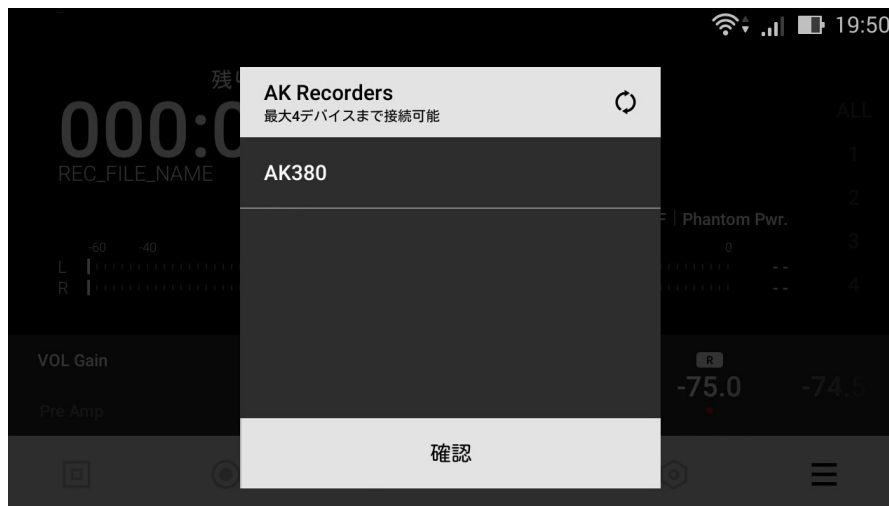 19:50
残り
AK Recorders
最大4デバイスまで接続可能
000:0
ALL
1
REC_FILE_NAME
AK380
2
F | Phantom Pwr.
-60 -40
0
3
L
--
R
--
4
VOL Gain
R
-75.0
-74.5
Pre Amp
確認